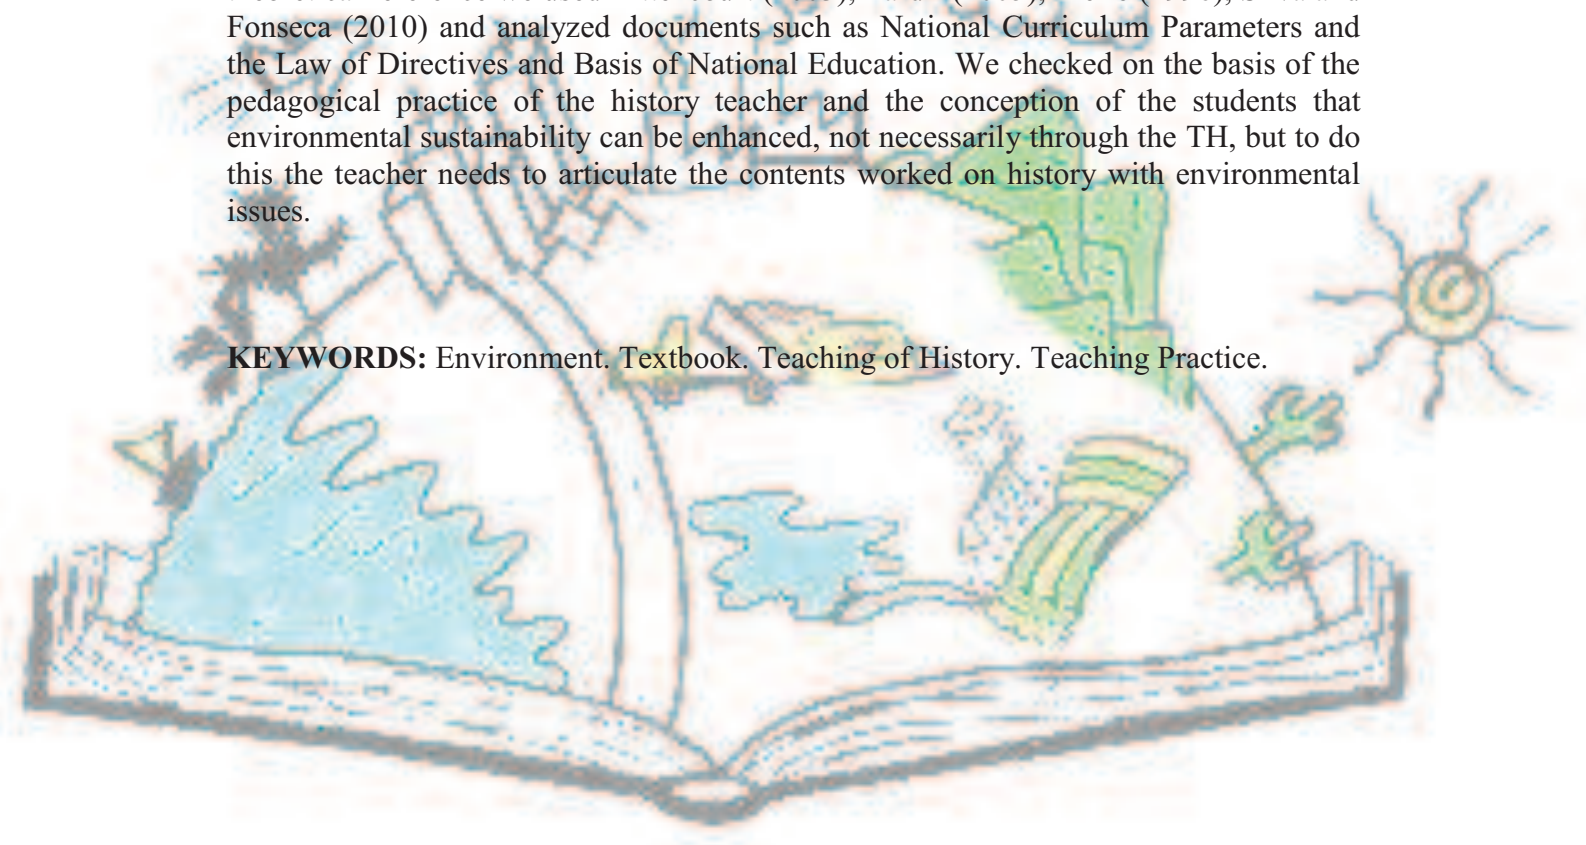 Fonseca (2010) and analyzed documents such as National Curriculum Parameters and
the Law of Directives and Basis of National Education. We checked on the basis of the
pedagogical practice of the history teacher and the conception of the students that
environmental sustainability can be enhanced, not necessarily through the TH, but to do
this the teacher needs to articulate the contents worked on history with environmental
issues.
KEYWORDS: Environment. Textbook. Teaching of History. Teaching Practice.